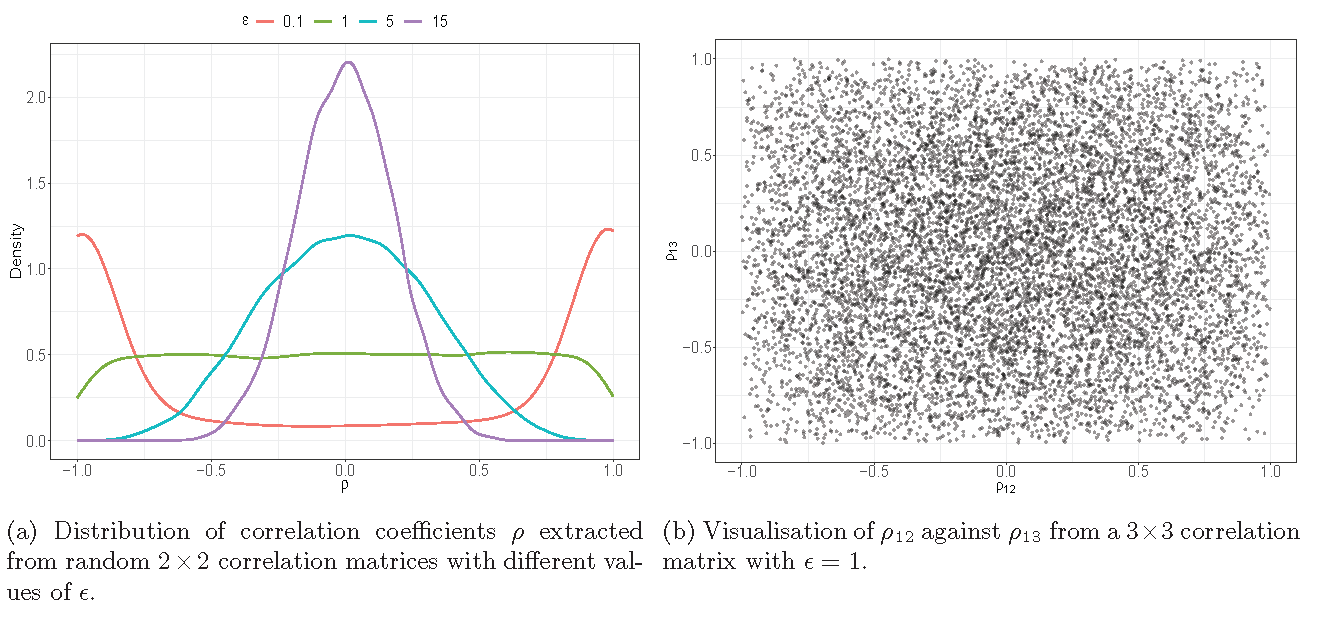 ε 0.1 1 5 15
2.0
1.5
1.0
0.5
0.0
Density
−1.0 −0.5 0.0 0.5 1.0
ρ
1.0
0.5
0.0
−0.5
−1.0
ρ13
−1.0 −0.5 0.0 0.5 1.0
ρ12
(a) Distribution of correlation coefficients ρ extracted
from random 2 × 2 correlation matrices with different val-
ues of ϵ.
(b) Visualisation of ρ12 against ρ13 from a 3×3 correlation
matrix with ϵ = 1.